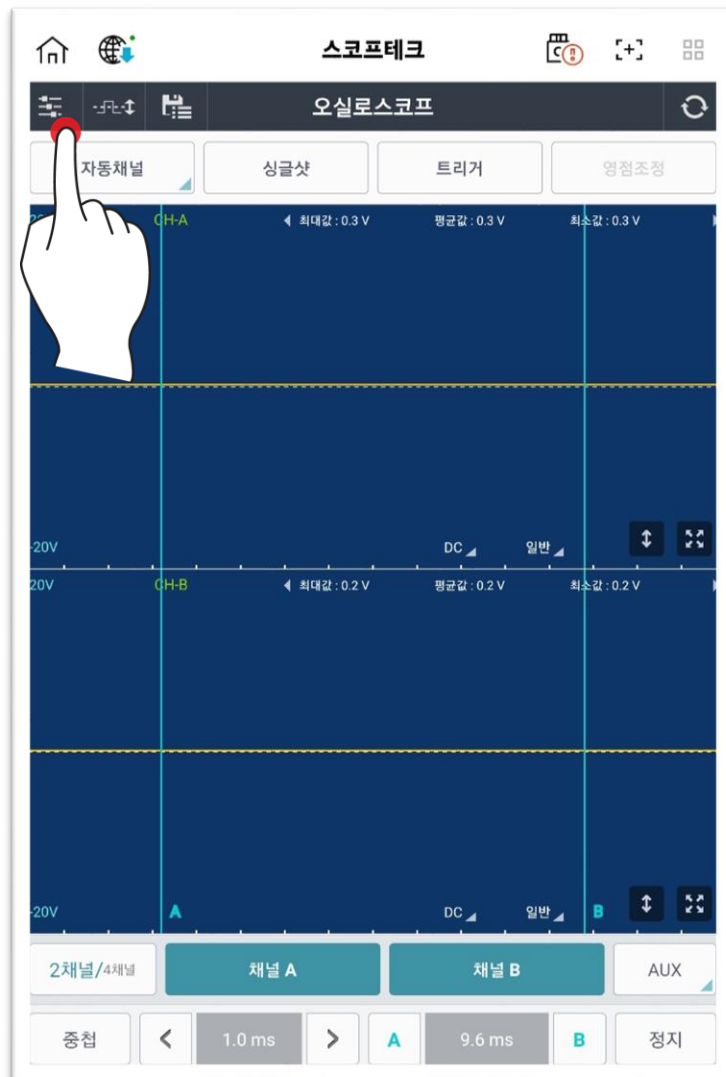 스코프테크
오실로스코프
자동채널 싱글샷 트리거 영점조정
CH-A 최대값 : 0.3 V 평균값 : 0.3 V 최소값 : 0.3 V
-20V DC 일반
20V CH-B 최대값 : 0.2 V 평균값 : 0.2 V 최소값 : 0.2 V
-20V A DC 일반 B
2채널/4채널 채널 A 채널 B AUX
중첩 < 1.0 ms > A 9.6 ms B 정지